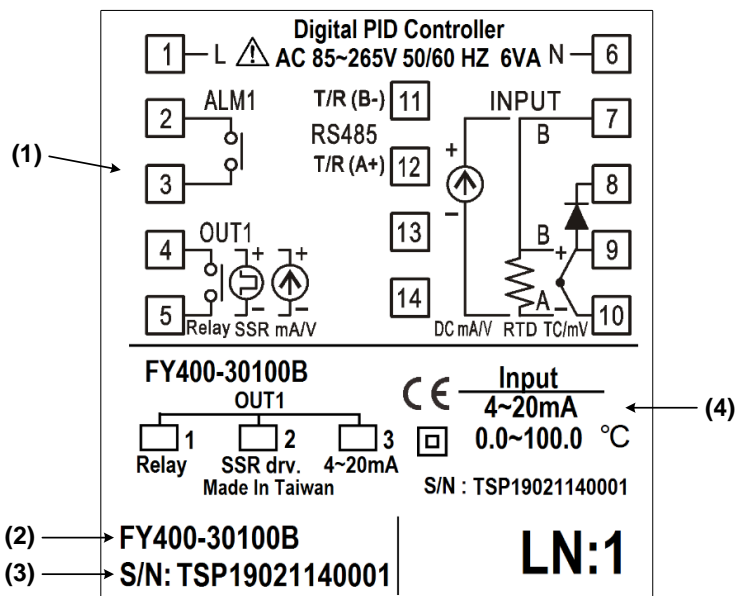 Digital PID Controller
1 L AC 85~265V 50/60 HZ 6VA N 6
2 ALM1 T/R (B-) 11 INPUT 7
B
RS485
(1) 3 T/R (A+) 12 + 8
4 OUT1 13 − B + 9
+ +
5 Relay SSR mA/V 14 DC mA/V RTD A TC/mV 10
− − −
FY400-30100B
OUT1
1 2 3
Relay SSR drv. 4~20mA
Made In Taiwan
CE Input
4~20mA (4)
0.0~100.0 °C
S/N : TSP19021140001
(2) FY400-30100B
(3) S/N: TSP19021140001
LN:1